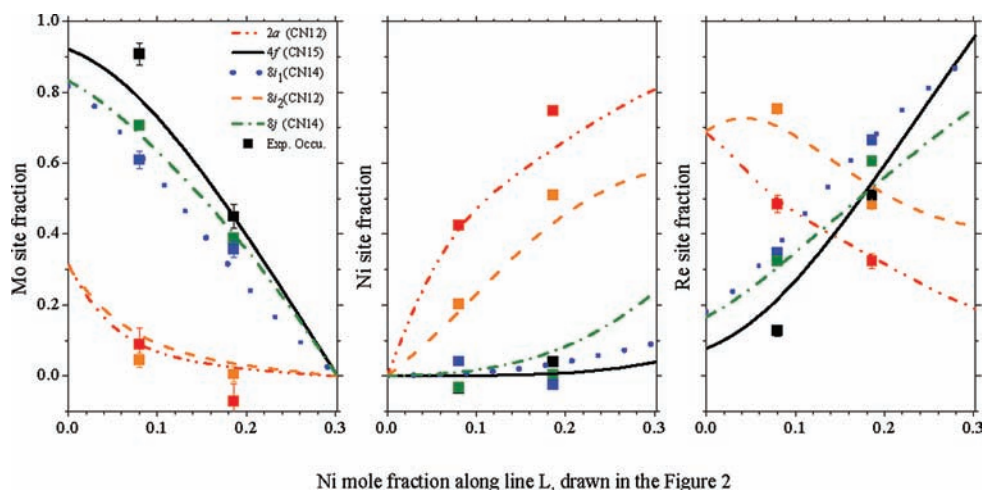 1.0
0.8
0.6
0.4
0.2
0.0
Mo site fraction
2a (CN12)
4f (CN15)
8i1(CN14)
8i2(CN12)
8j (CN14)
Exp. Occu.
0.0 0.1 0.2 0.3
Ni site fraction
0.0 0.1 0.2 0.3
Re site fraction
0.0 0.1 0.2 0.3
Ni mole fraction along line L, drawn in the Figure 2